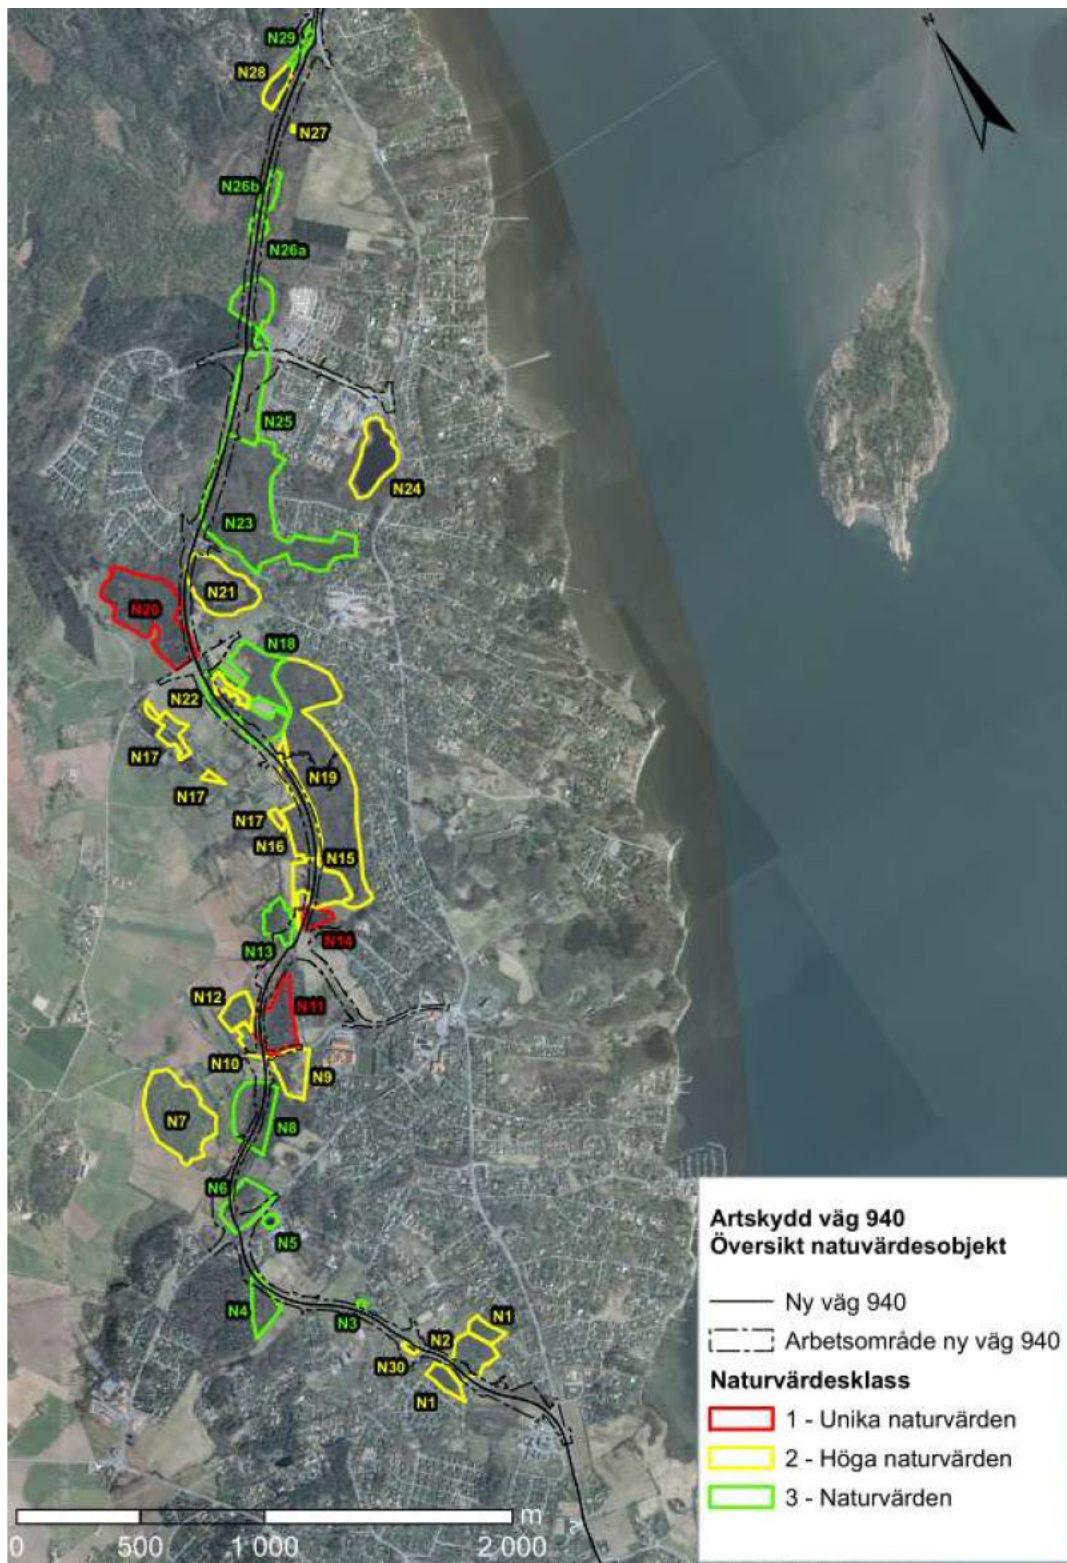 N
N29
N28
N27
N26b
N26a
N25
N24
N23
N21
N20
N18
N22
N17
N19
N17
N17
N16
N15
N14
N13
N12
N11
N10
N9
N7
N8
N6
N5
N4
N3
N1
N2
N30
N1
Artskydd väg 940
Översikt natuvärdesobjekt
Ny väg 940
Arbetsområde ny väg 940
Naturvärdesklass
1 - Unika naturvärden
2 - Höga naturvärden
3 - Naturvärden
m
0 500 1 000 2 000